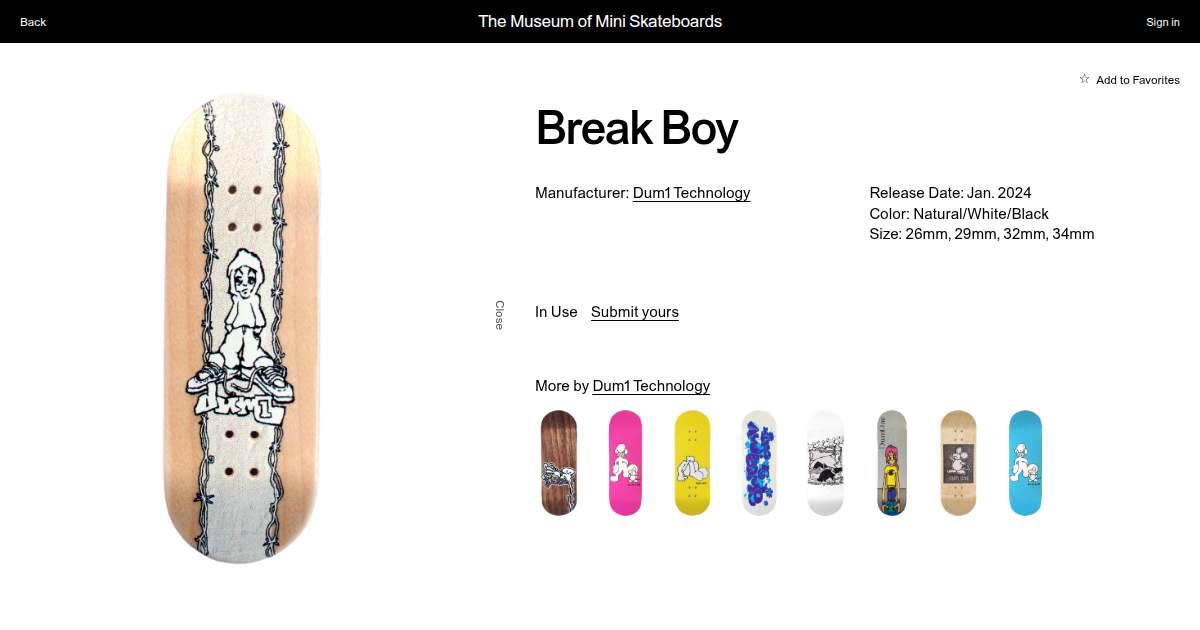 Back
The Museum of Mini Skateboards
Sign in
☆ Add to Favorites
Break Boy
Manufacturer: Dum1 Technology
Release Date: Jan. 2024
Color: Natural/White/Black
Size: 26mm, 29mm, 32mm, 34mm
Close
In Use Submit yours
More by Dum1 Technology
dum1